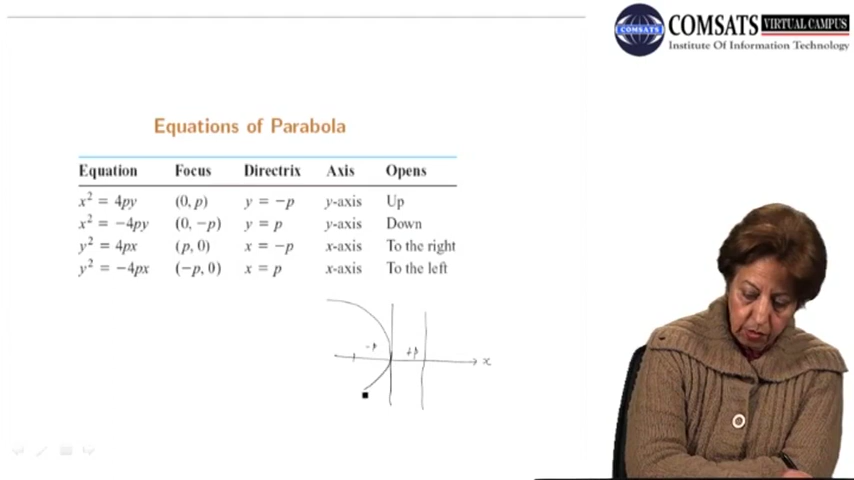 COMSATS
COMSATS VIRTUAL CAMPUS
Institute Of Information Technology
Equations of Parabola
Equation Focus Directrix Axis Opens
x² = 4py (0, p) y = −p y-axis Up
x² = −4py (0, −p) y = p y-axis Down
y² = 4px (p, 0) x = −p x-axis To the right
y² = −4px (−p, 0) x = p x-axis To the left
-p +p
x